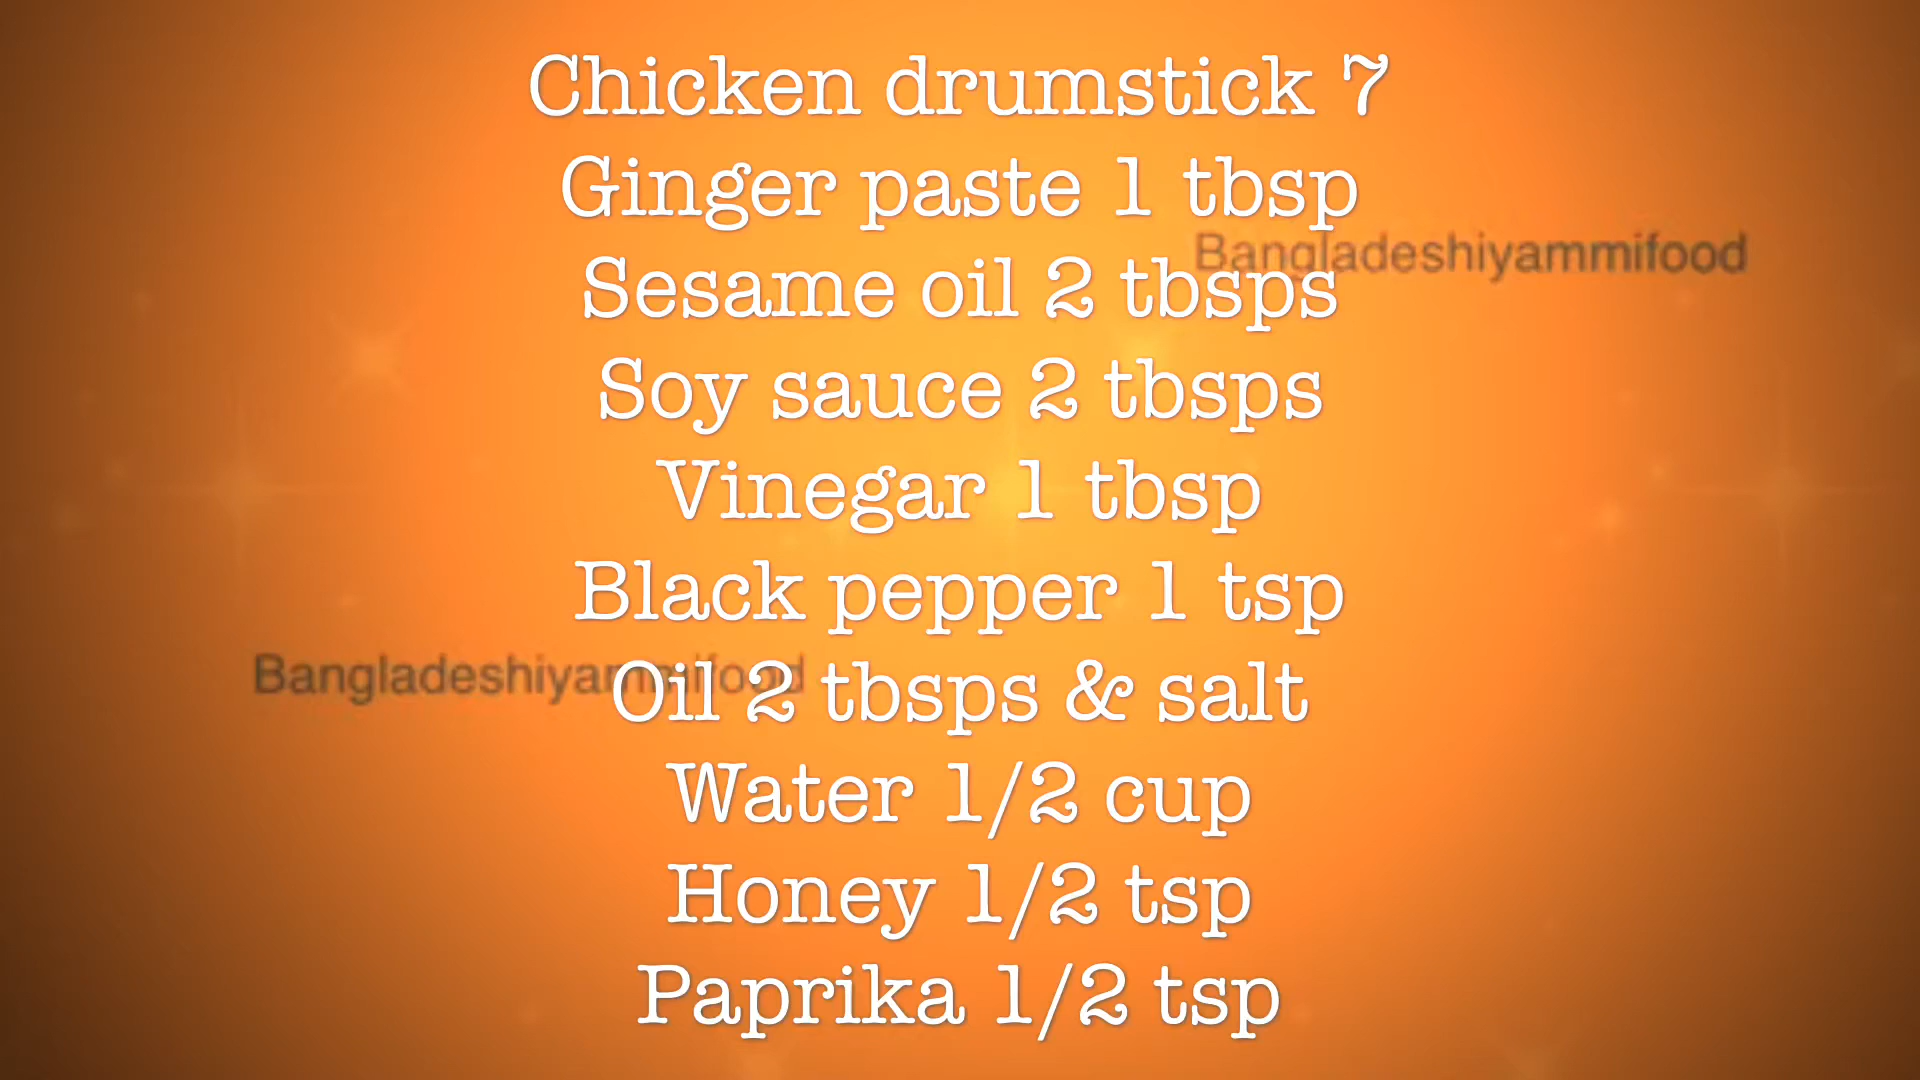 Chicken drumstick 7
Ginger paste 1 tbsp
Bangladeshiyammifood
Sesame oil 2 tbsps
Soy sauce 2 tbsps
Vinegar 1 tbsp
Black pepper 1 tsp
Bangladeshiyammifood
Oil 2 tbsps & salt
Water 1/2 cup
Honey 1/2 tsp
Paprika 1/2 tsp